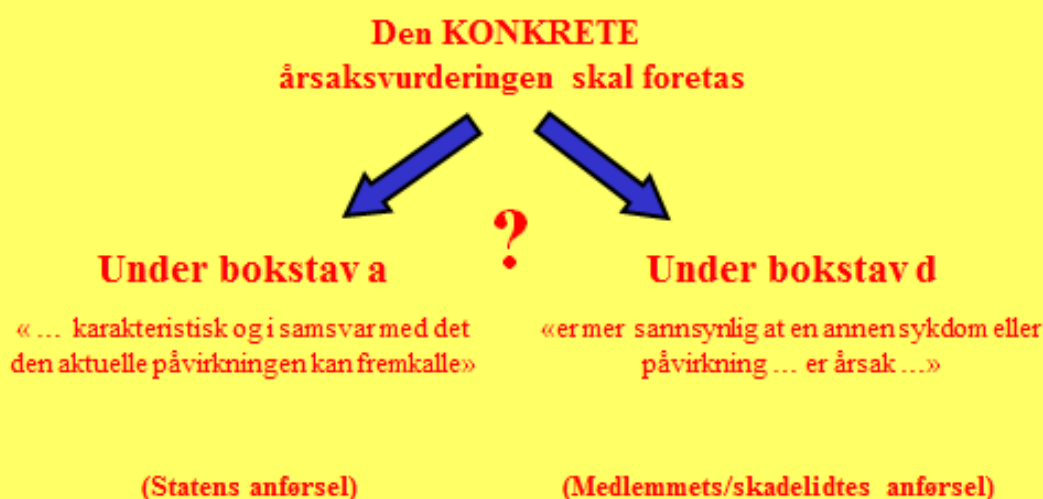 Den KONKRETE
årsaksvurderingen skal foretas
?
Under bokstav a
« ... karakteristisk og i samsvar med det
den aktuelle påvirkningen kan fremkalle»
(Statens anførsel)
Under bokstav d
«er mer sannsynlig at en annen sykdom eller
påvirkning ... er årsak ...»
(Medlemmets/skadelidtes anførsel)